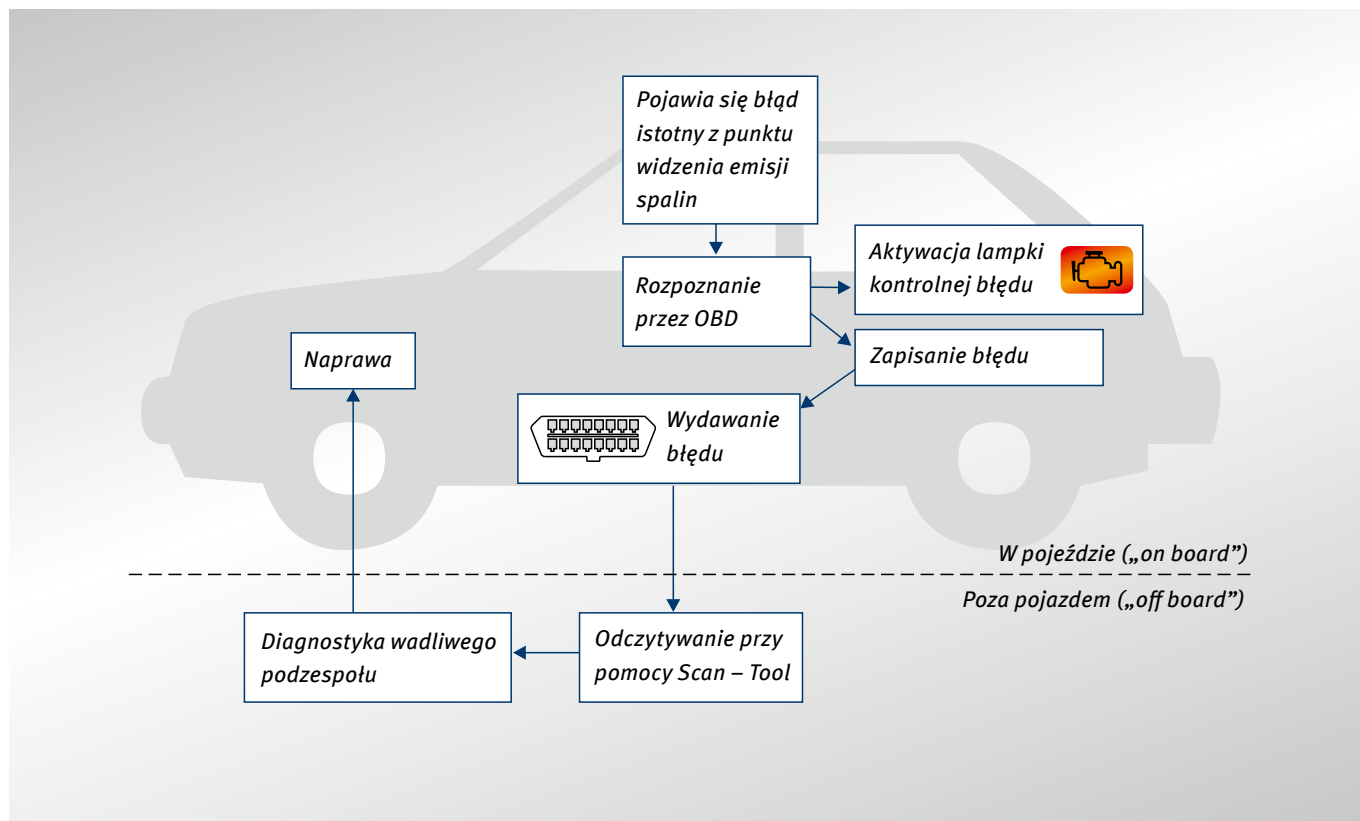 Pojawia się błąd
istotny z punktu
widzenia emisji
spalin
Rozpoznanie
przez OBD
Aktywacja lampki
kontrolnej błędu
Naprawa
Zapisanie błędu
Wydawanie
błędu
W pojeździe („on board”)
Poza pojazdem („off board”)
Diagnostyka wadliwego
podzespołu
Odczytywanie przy
pomocy Scan – Tool